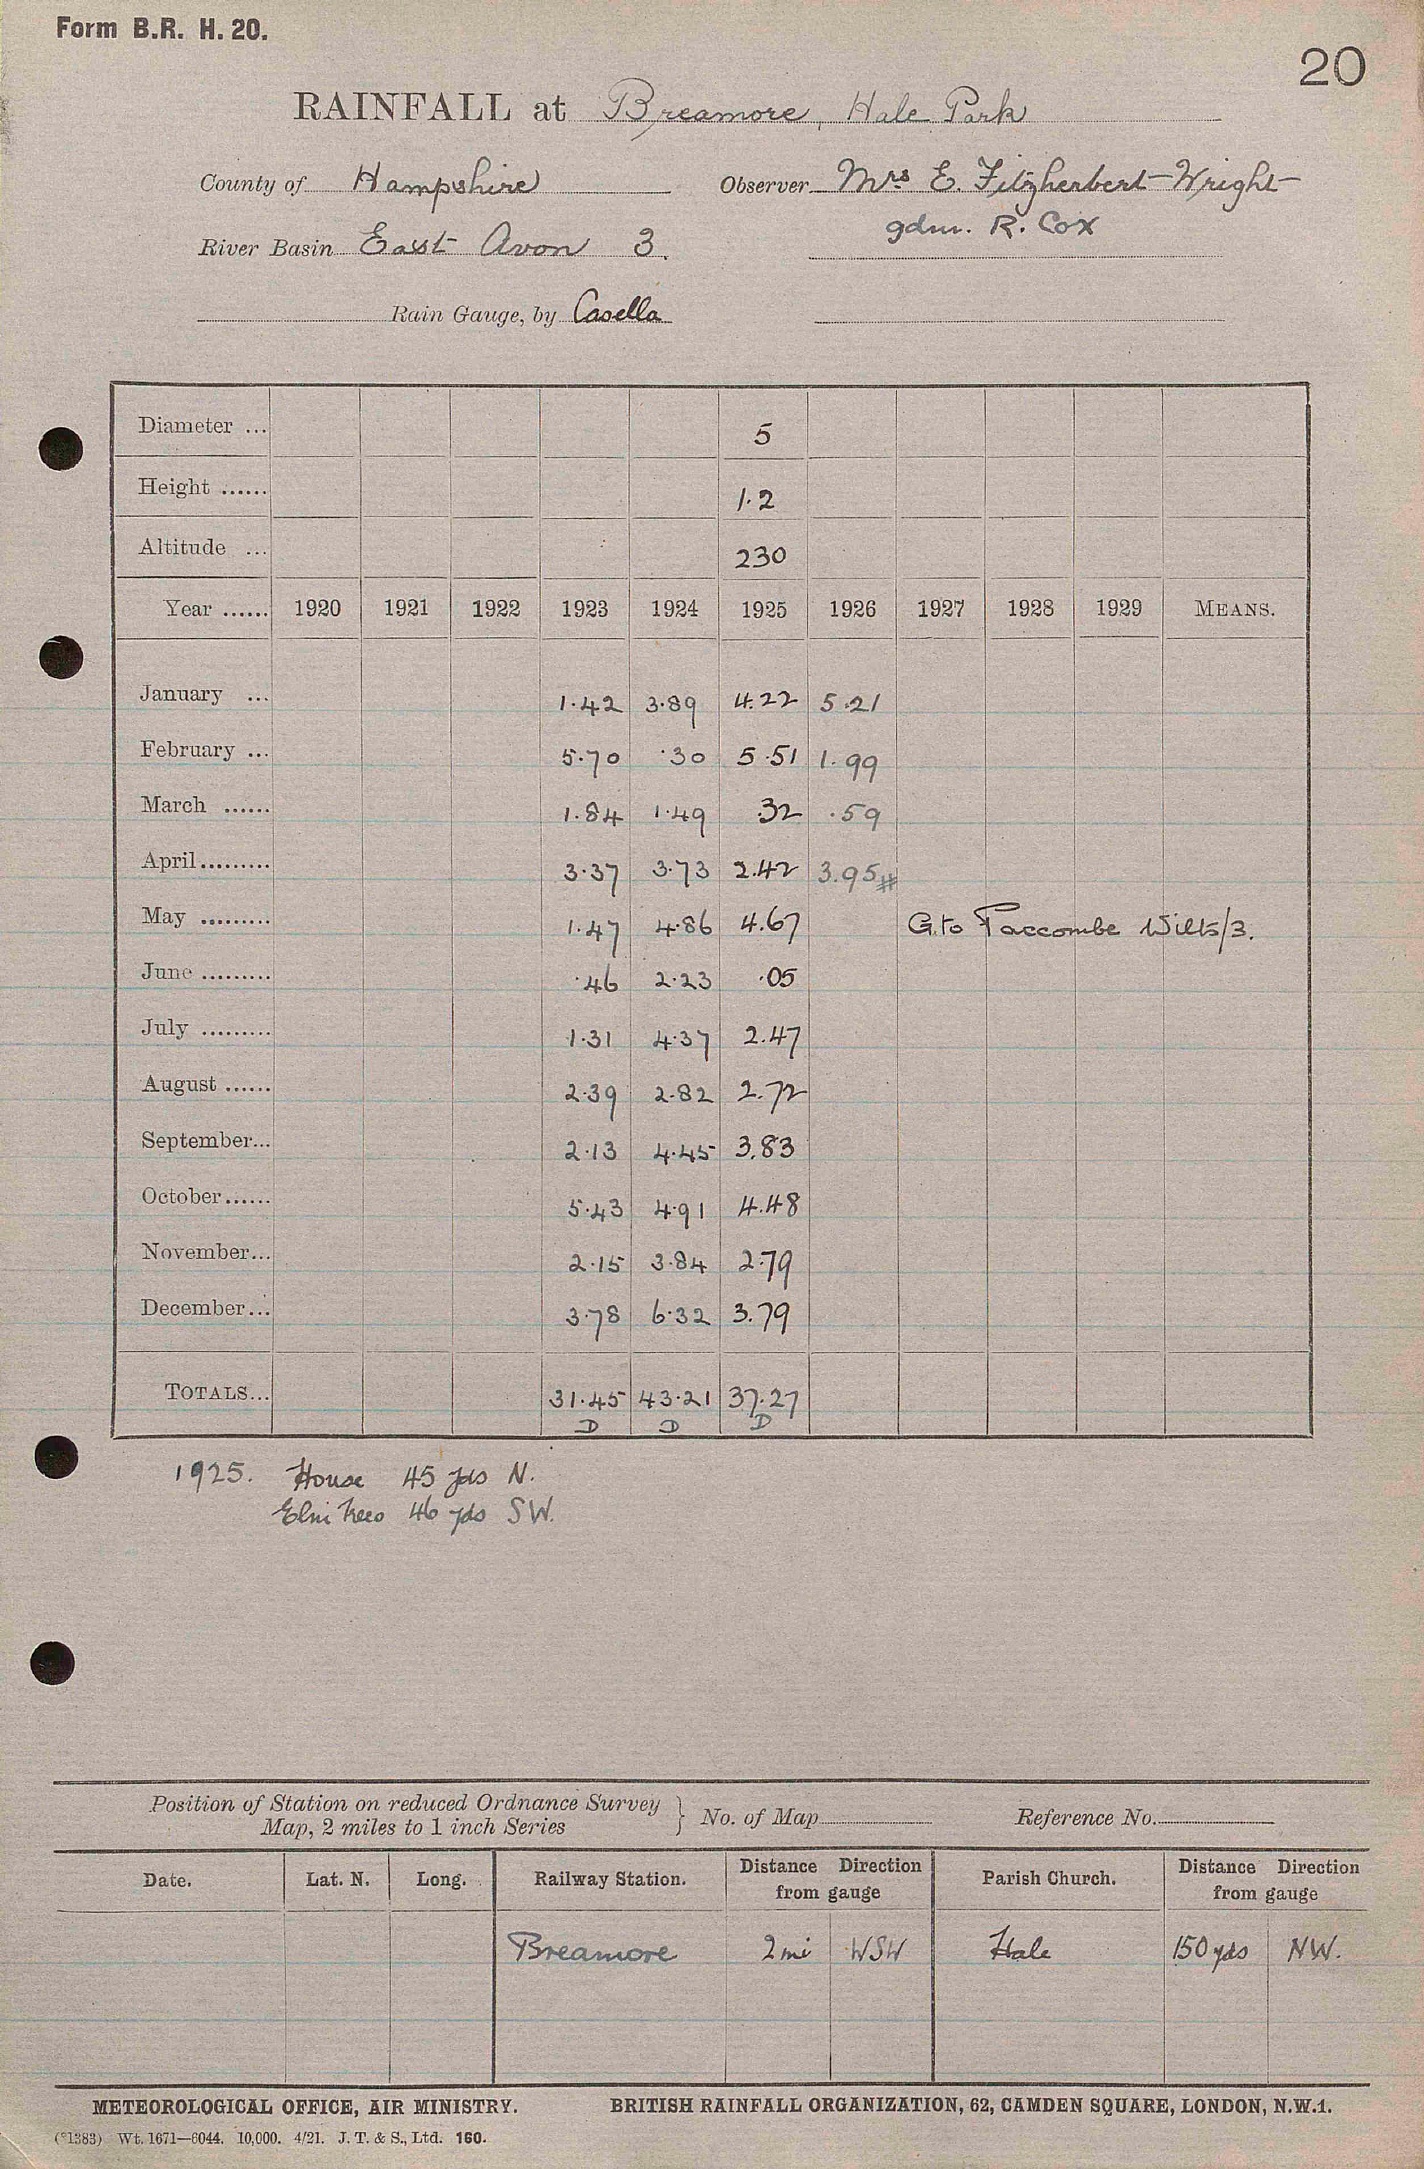 Form B.R. H. 20.
20
RAINFALL at Breamore, Hale Park
County of Hampshire Observer Mrs E. Fitzherbert-Wright
gdnr. R. Cox
River Basin East Avon 3.
Rain Gauge, by Casella
Diameter ... 5
Height ...... 1.2
Altitude ... 230
Year ...... 1920 1921 1922 1923 1924 1925 1926 1927 1928 1929 MEANS.
January ... 1.42 3.89 4.22 5.21
February ... 5.70 .30 5.51 1.99
March ...... 1.84 1.49 .32 .59
April ......... 3.37 3.73 2.42 3.95#
May ......... 1.47 4.86 4.67 G. to Paccombe Wilts/3.
June ......... .46 2.23 .05
July ......... 1.31 4.37 2.47
August ...... 2.39 2.82 2.72
September... 2.13 4.45 3.83
October...... 5.43 4.91 4.48
November... 2.15 3.84 2.79
December... 3.78 6.32 3.79
TOTALS... 31.45 43.21 37.27
D D D
1925. House 45 yds N.
Elm trees 46 yds SW.
Position of Station on reduced Ordnance Survey
Map, 2 miles to 1 inch Series } No. of Map Reference No.
Date. Lat. N. Long. Railway Station. Distance Direction from gauge Parish Church. Distance Direction from gauge
Breamore 2 mi WSW Hale 150 yds NW.
METEOROLOGICAL OFFICE, AIR MINISTRY. BRITISH RAINFALL ORGANIZATION, 62, CAMDEN SQUARE, LONDON, N.W.1.
(*1383) Wt. 1671—6044. 10,000. 4/21. J. T. & S., Ltd. 160.